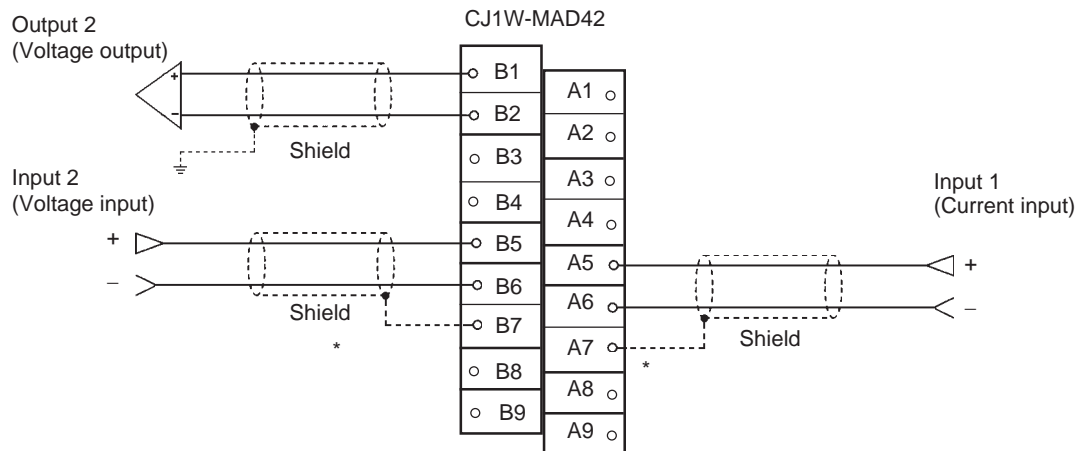 CJ1W-MAD42
Output 2
(Voltage output)
+
−
Shield
Input 2
(Voltage input)
+
−
Shield
*
B1
B2
B3
B4
B5
B6
B7
B8
B9
A1
A2
A3
A4
A5
A6
A7
A8
A9
Input 1
(Current input)
+
−
Shield
*